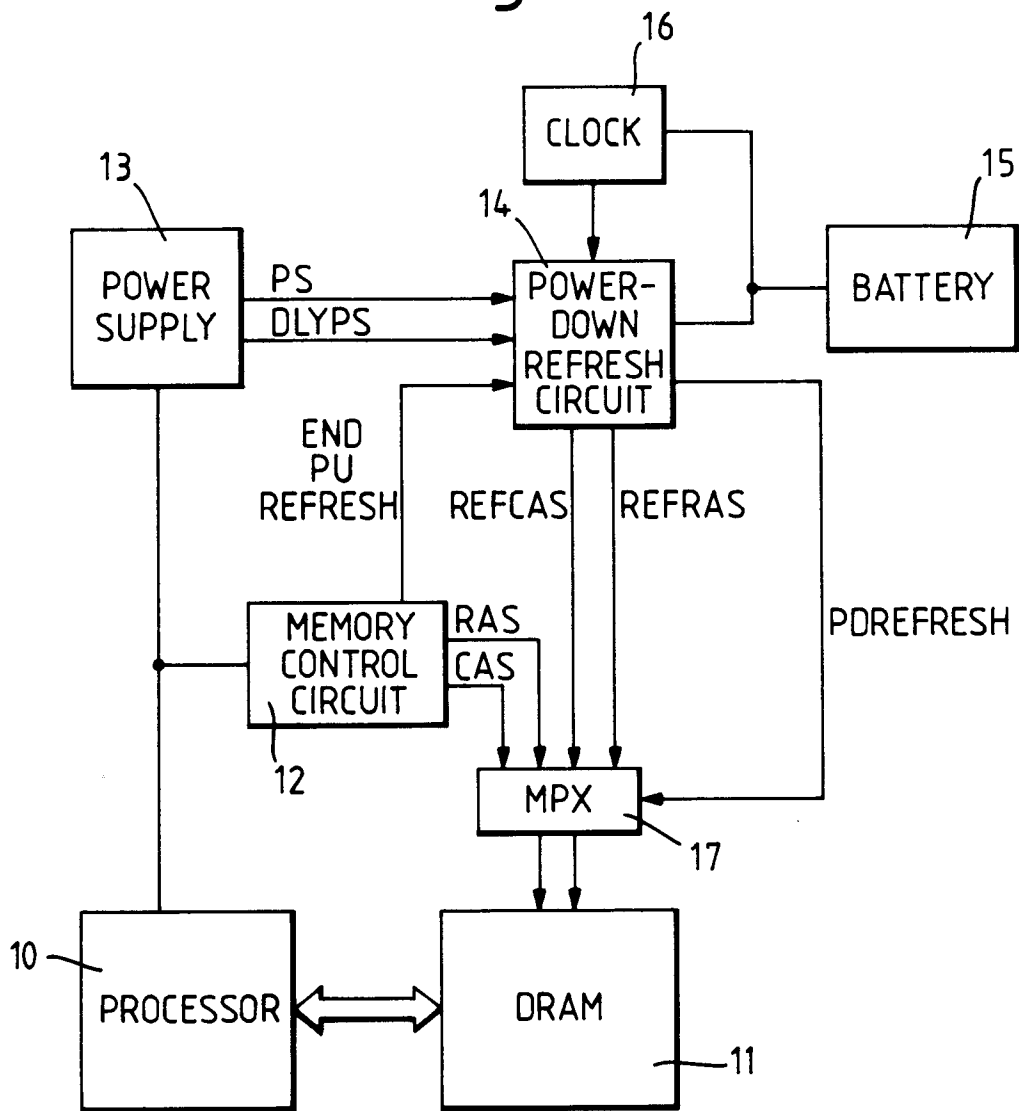 16
CLOCK
13
14
15
POWER
SUPPLY
PS
DLYPS
POWER-
DOWN
REFRESH
CIRCUIT
BATTERY
END
PU
REFRESH
REFCAS
REFRAS
PDREFRESH
MEMORY
CONTROL
CIRCUIT
RAS
CAS
12
MPX
17
10
PROCESSOR
DRAM
11